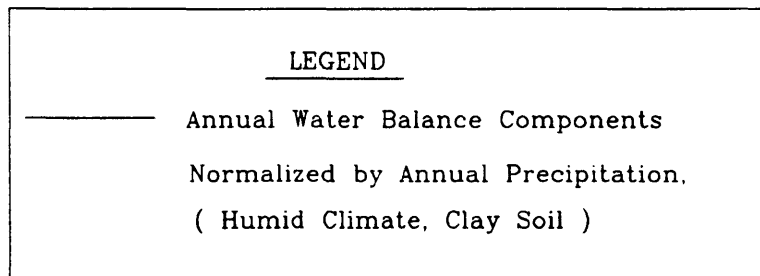 LEGEND
Annual Water Balance Components
Normalized by Annual Precipitation,
( Humid Climate, Clay Soil )